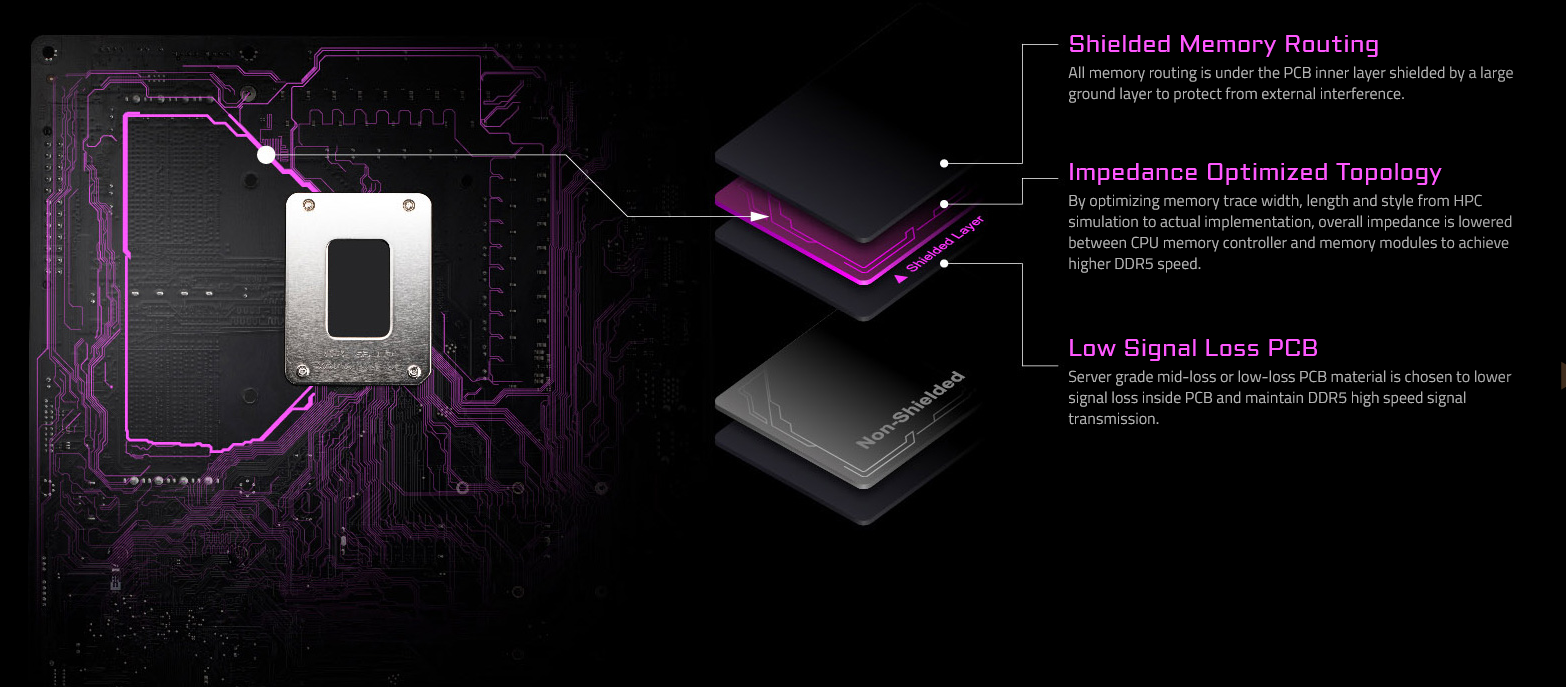 Shielded Memory Routing
All memory routing is under the PCB inner layer shielded by a large
ground layer to protect from external interference.
Impedance Optimized Topology
By optimizing memory trace width, length and style from HPC
simulation to actual implementation, overall impedance is lowered
between CPU memory controller and memory modules to achieve
higher DDR5 speed.
Shielded Layer
Low Signal Loss PCB
Server grade mid-loss or low-loss PCB material is chosen to lower
signal loss inside PCB and maintain DDR5 high speed signal
transmission.
Non-Shielded